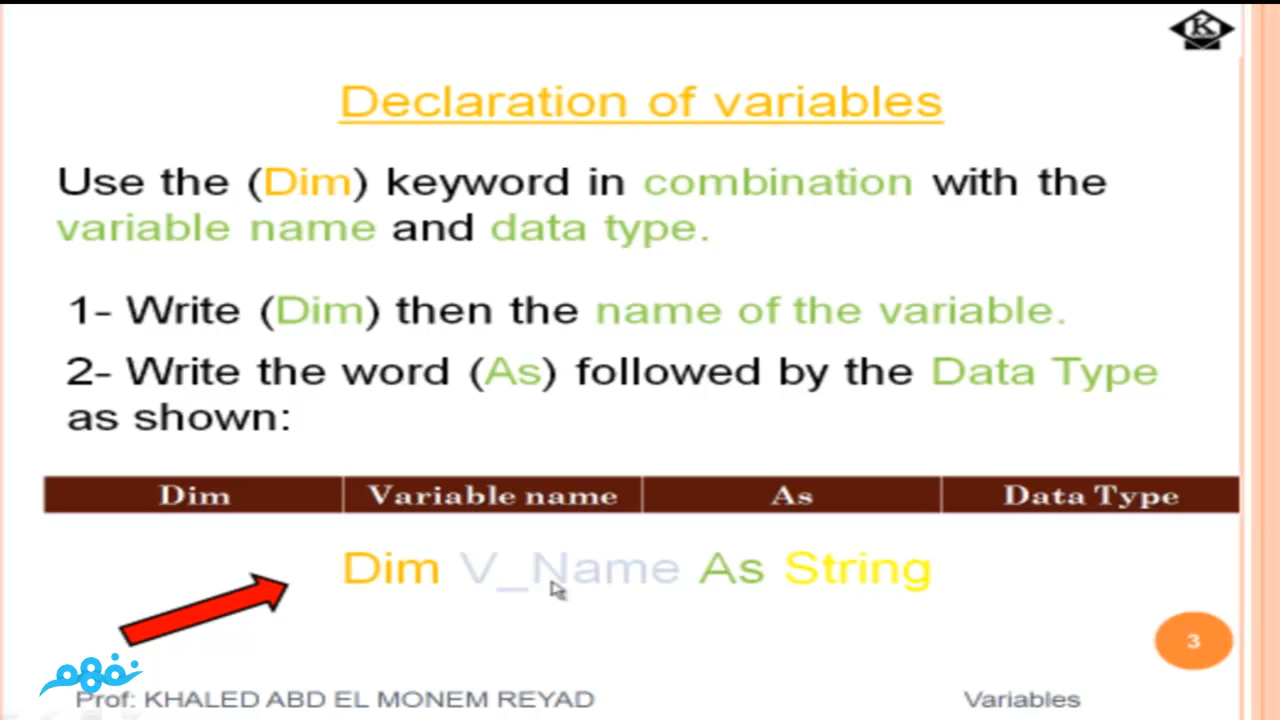 K
Declaration of variables
Use the (Dim) keyword in combination with the
variable name and data type.
1- Write (Dim) then the name of the variable.
2- Write the word (As) followed by the Data Type
as shown:
Dim Variable name As Data Type
Dim V_Name As String
3
نفهم
Prof: KHALED ABD EL MONEM REYAD Variables